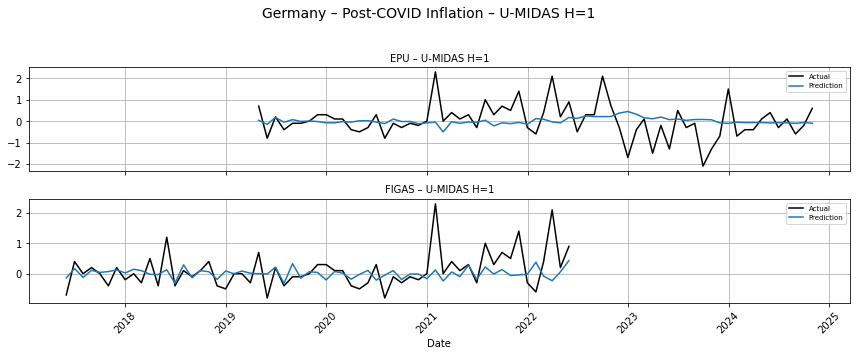 Germany – Post-COVID Inflation – U-MIDAS H=1
EPU – U-MIDAS H=1
Actual
Prediction
2
1
0
−1
−2
FIGAS – U-MIDAS H=1
Actual
Prediction
2
1
0
2018
2019
2020
2021
2022
2023
2024
2025
Date